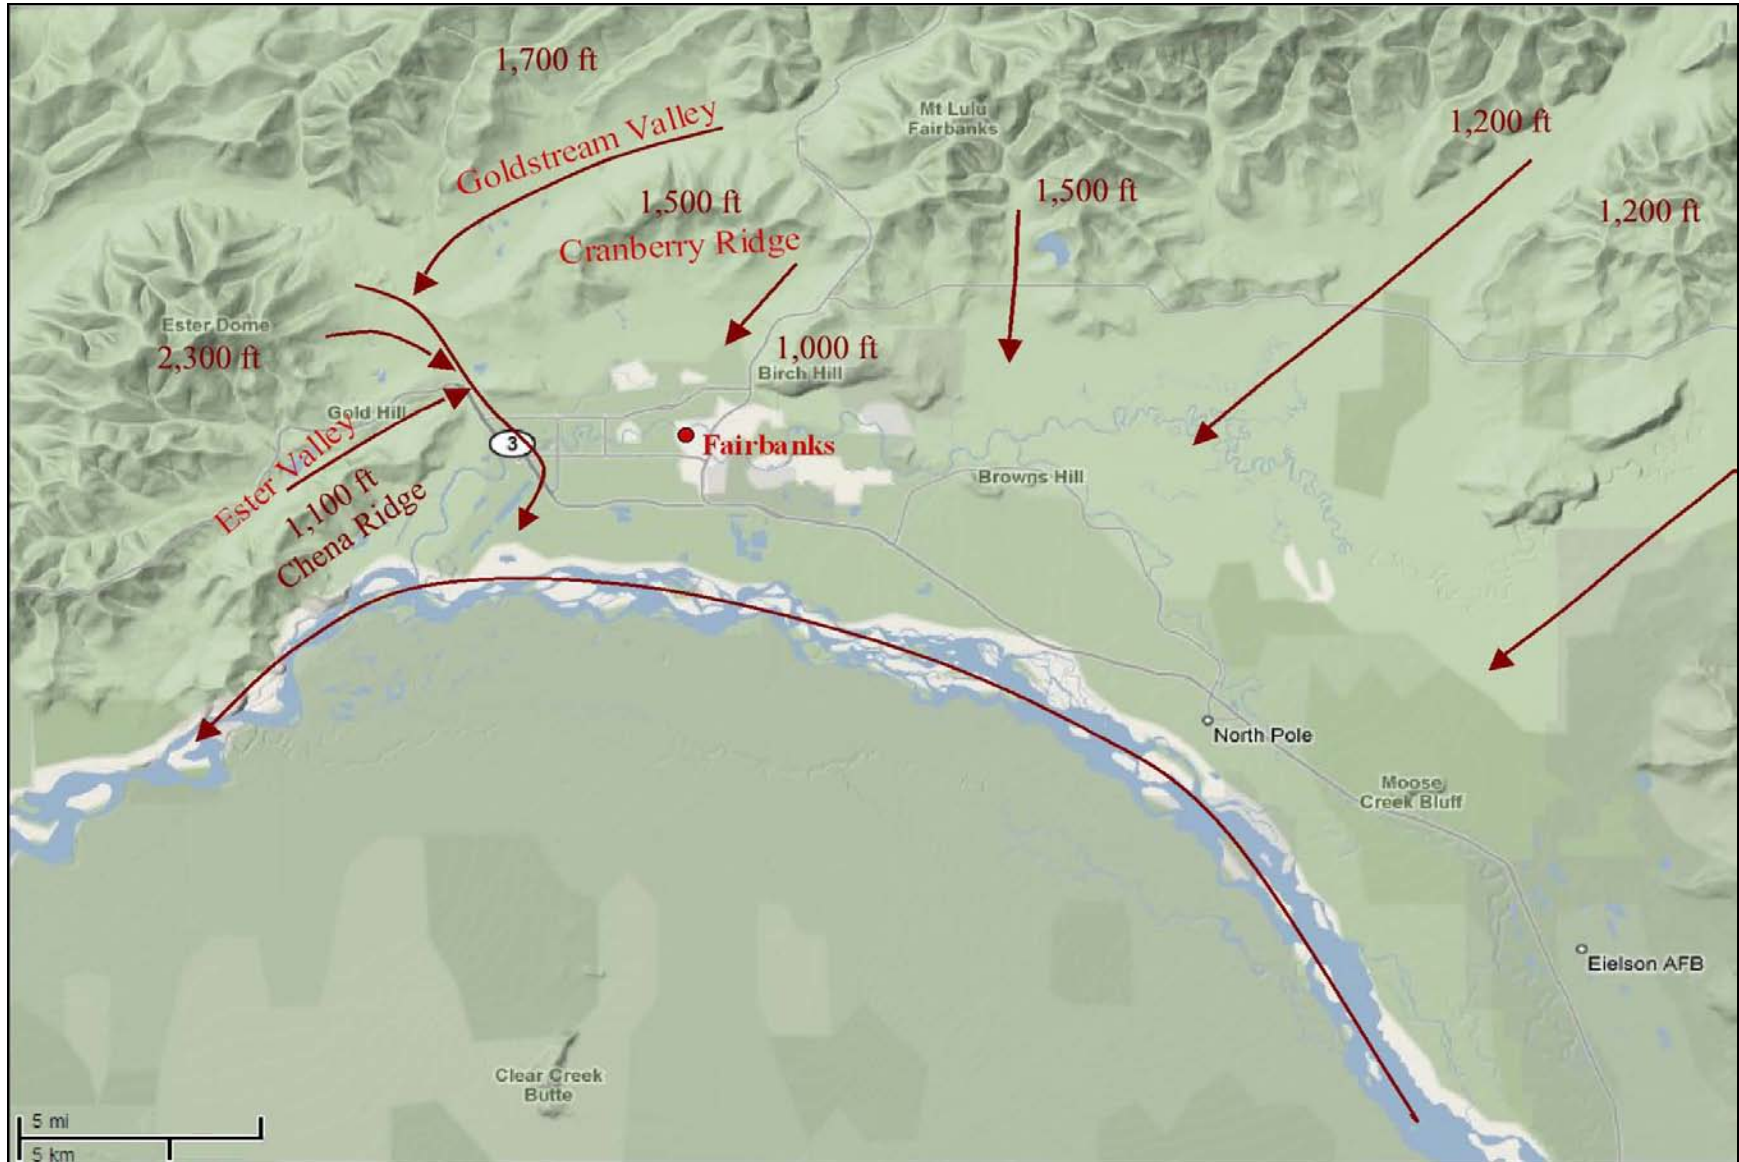 1,700 ft
Goldstream Valley
Mt Lulu
Fairbanks
1,200 ft
1,500 ft
1,500 ft
1,200 ft
Cranberry Ridge
Ester Dome
2,300 ft
1,000 ft
Birch Hill
Gold Hill
Ester Valley
3
Fairbanks
Browns Hill
1,100 ft
Chena Ridge
North Pole
Moose
Creek Bluff
Eielson AFB
Clear Creek
Butte
5 mi
5 km